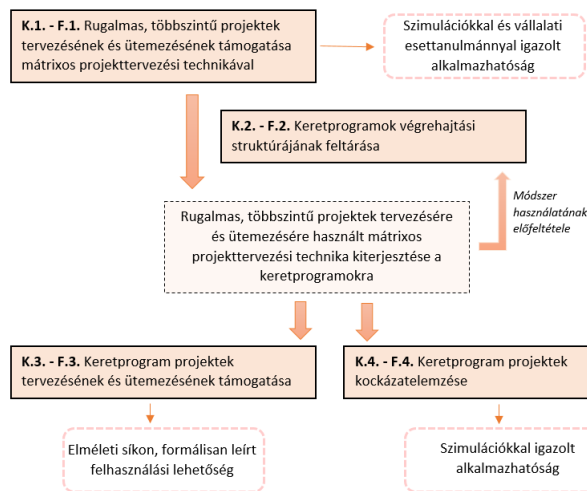 K.1. - F.1. Rugalmas, többszintű projektek
tervezésének és ütemezésének támogatása
mátrixos projekttervezési technikával
Szimulációkkal és vállalati
esettanulmánnyal igazolt
alkalmazhatóság
K.2. - F.2. Keretprogramok végrehajtási
struktúrájának feltárása
Módszer
használatának
előfeltétele
Rugalmas, többszintű projektek tervezésére
és ütemezésére használt mátrixos
projekttervezési technika kiterjesztése a
keretprogramokra
K.3. - F.3. Keretprogram projektek
tervezésének és ütemezésének támogatása
K.4. - F.4. Keretprogram projektek
kockázatelemzése
Elméleti síkon, formálisan leírt
felhasználási lehetőség
Szimulációkkal igazolt
alkalmazhatóság